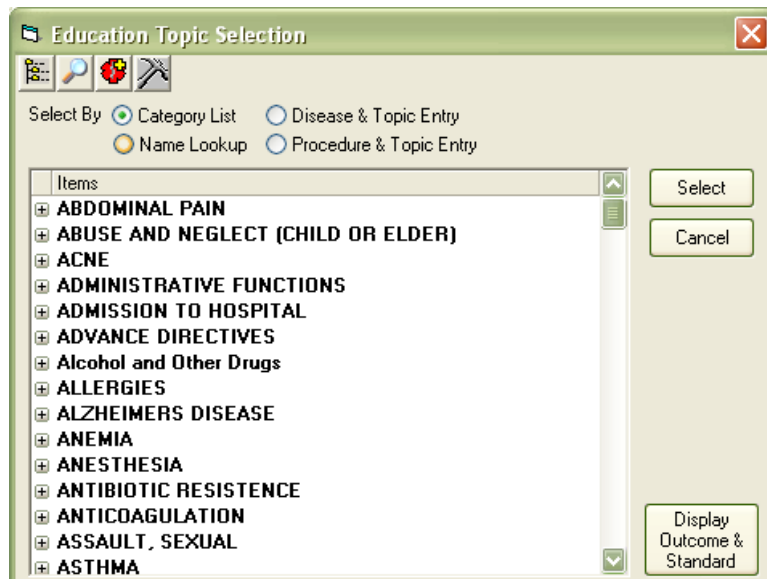 Education Topic Selection
Select By Category List Disease & Topic Entry
Name Lookup Procedure & Topic Entry
Items
Select
ABDOMINAL PAIN
ABUSE AND NEGLECT (CHILD OR ELDER)
Cancel
ACNE
ADMINISTRATIVE FUNCTIONS
ADMISSION TO HOSPITAL
ADVANCE DIRECTIVES
Alcohol and Other Drugs
ALLERGIES
ALZHEIMERS DISEASE
ANEMIA
ANESTHESIA
ANTIBIOTIC RESISTENCE
ANTICOAGULATION
ASSAULT, SEXUAL
ASTHMA
Display
Outcome &
Standard